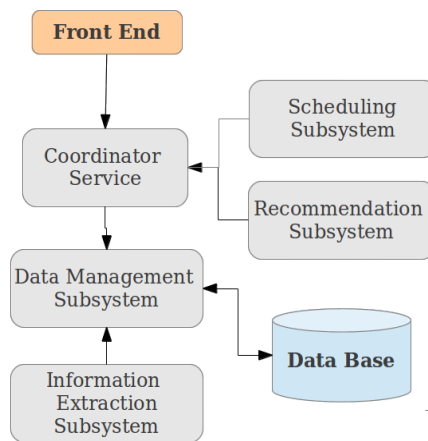 Front End
Scheduling
Subsystem
Coordinator
Service
Recommendation
Subsystem
Data Management
Subsystem
Data Base
Information
Extraction
Subsystem